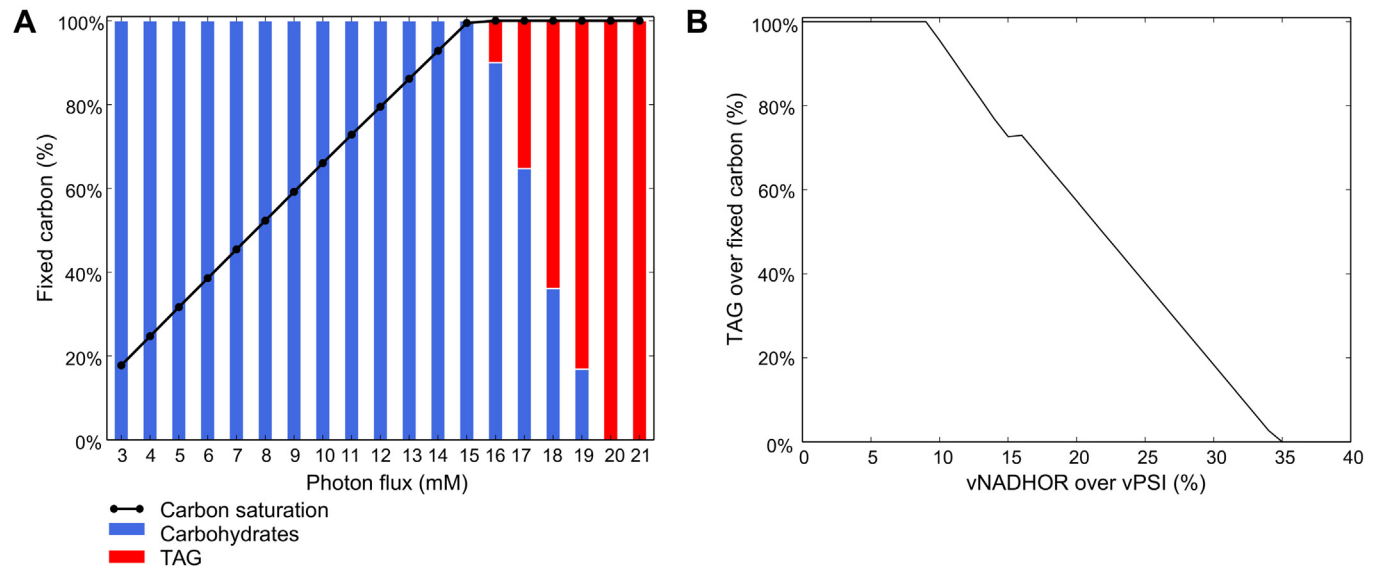 A
Fixed carbon (%)
100%
80%
60%
40%
20%
0%
3 4 5 6 7 8 9 10 11 12 13 14 15 16 17 18 19 20 21
Photon flux (mM)
Carbon saturation
Carbohydrates
TAG
B
TAG over fixed carbon (%)
100%
80%
60%
40%
20%
0%
0 5 10 15 20 25 30 35 40
vNADHOR over vPSI (%)